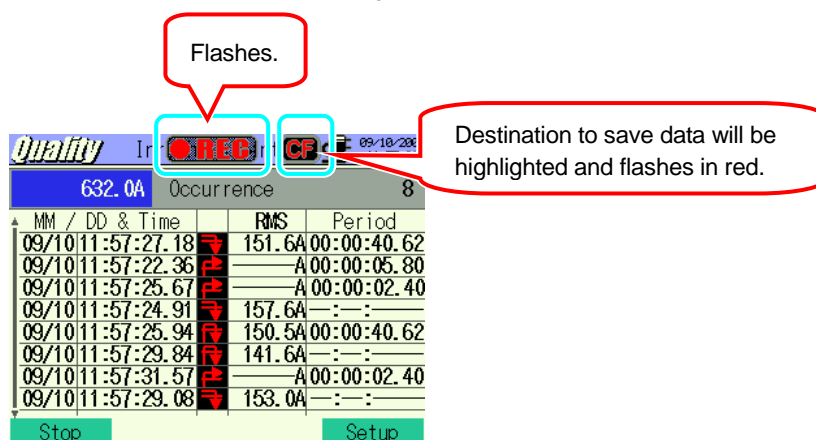 Flashes.
Destination to save data will be
highlighted and flashes in red.
Quality REC CF
632.0A Occurrence 8
MM / DD & Time RMS Period
09/10 11:57:27.18 151.6A 00:00:40.62
09/10 11:57:22.36 ———A 00:00:05.80
09/10 11:57:25.67 ———A 00:00:02.40
09/10 11:57:24.91 157.6A —:—:——
09/10 11:57:25.94 150.5A 00:00:40.62
09/10 11:57:29.84 141.6A —:—:——
09/10 11:57:31.57 ———A 00:00:02.40
09/10 11:57:29.08 153.0A —:—:——
Stop Setup